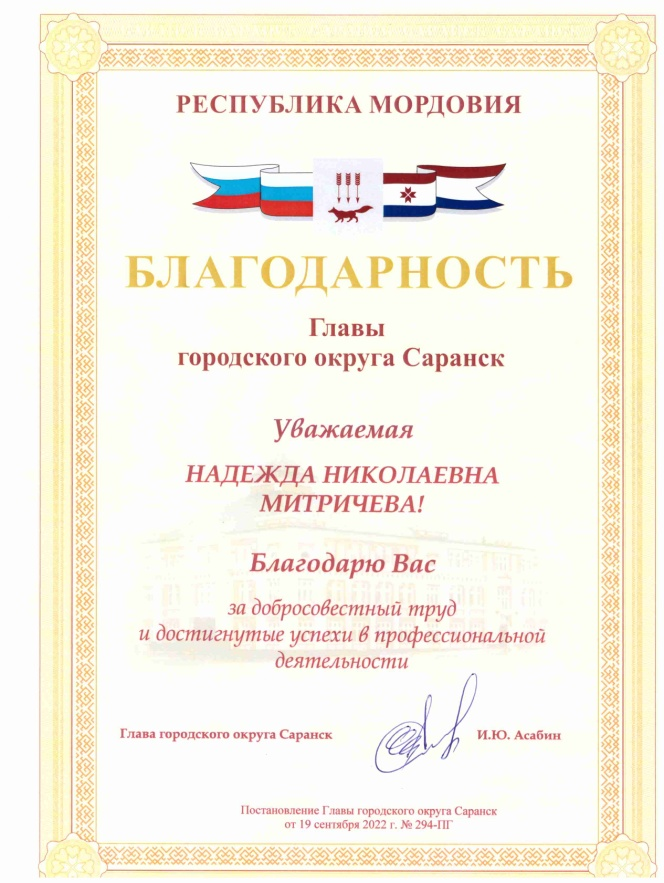 РЕСПУБЛИКА МОРДОВИЯ
БЛАГОДАРНОСТЬ
Главы
городского округа Саранск
Уважаемая
НАДЕЖДА НИКОЛАЕВНА
МИТРИЧЕВА!
Благодарю Вас
за добросовестный труд
и достигнутые успехи в профессиональной
деятельности
Глава городского округа Саранск
И.Ю. Асабин
Постановление Главы городского округа Саранск
от 19 сентября 2022 г. № 294-ПГ